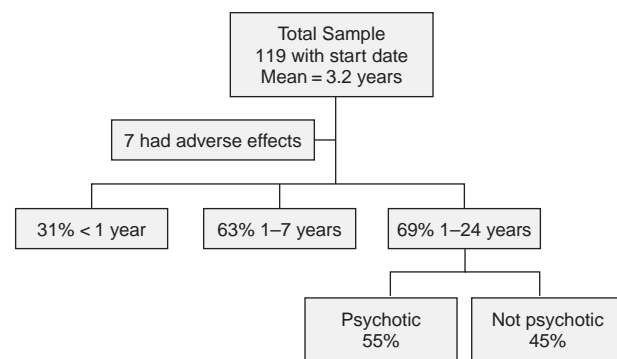 Total Sample
119 with start date
Mean = 3.2 years
7 had adverse effects
31% < 1 year
63% 1–7 years
69% 1–24 years
Psychotic
55%
Not psychotic
45%